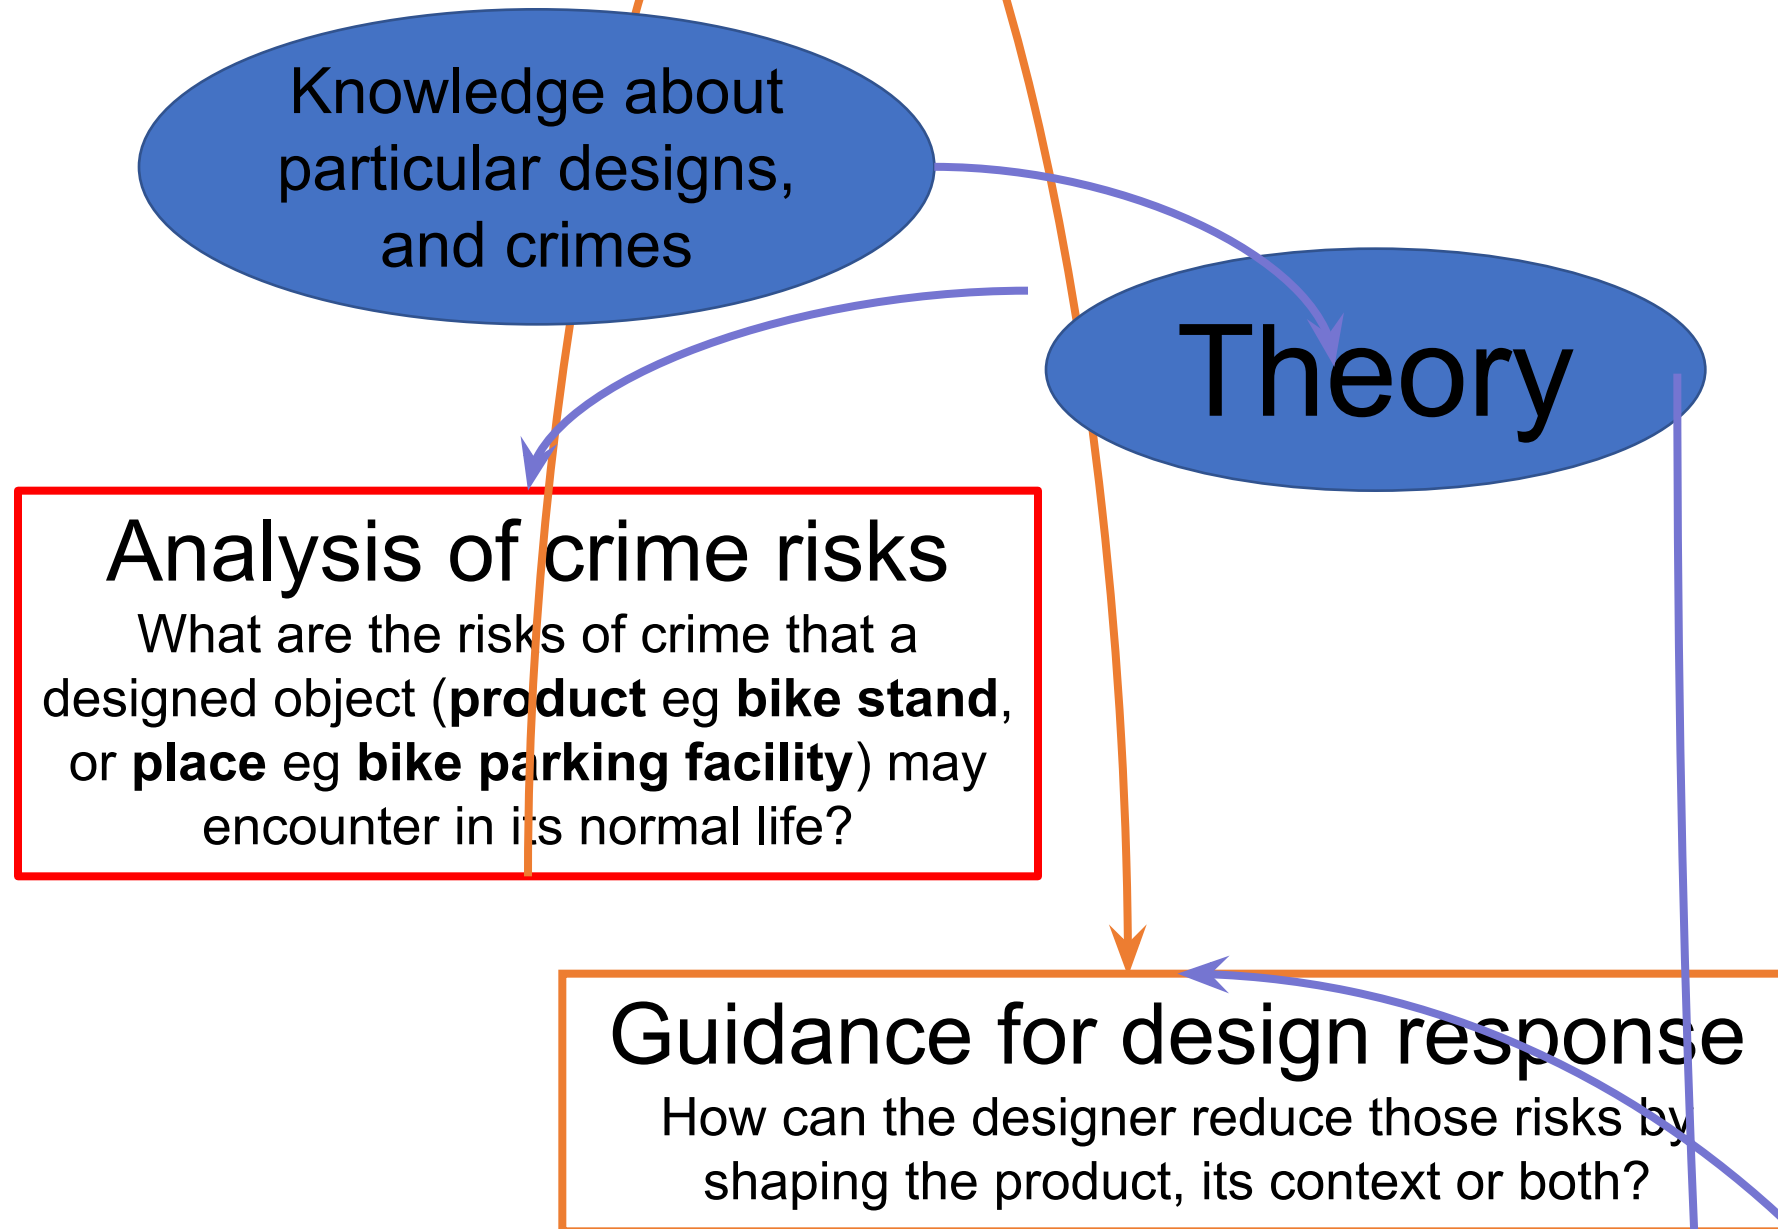 Knowledge about
particular designs,
and crimes
Theory
Analysis of crime risks
What are the risks of crime that a
designed object (product eg bike stand,
or place eg bike parking facility) may
encounter in its normal life?
Guidance for design response
How can the designer reduce those risks by
shaping the product, its context or both?